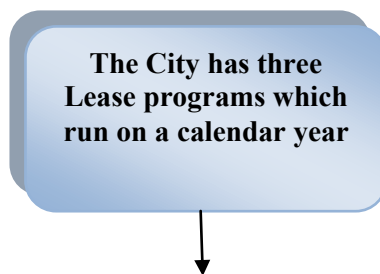 The City has three
Lease programs which
run on a calendar year